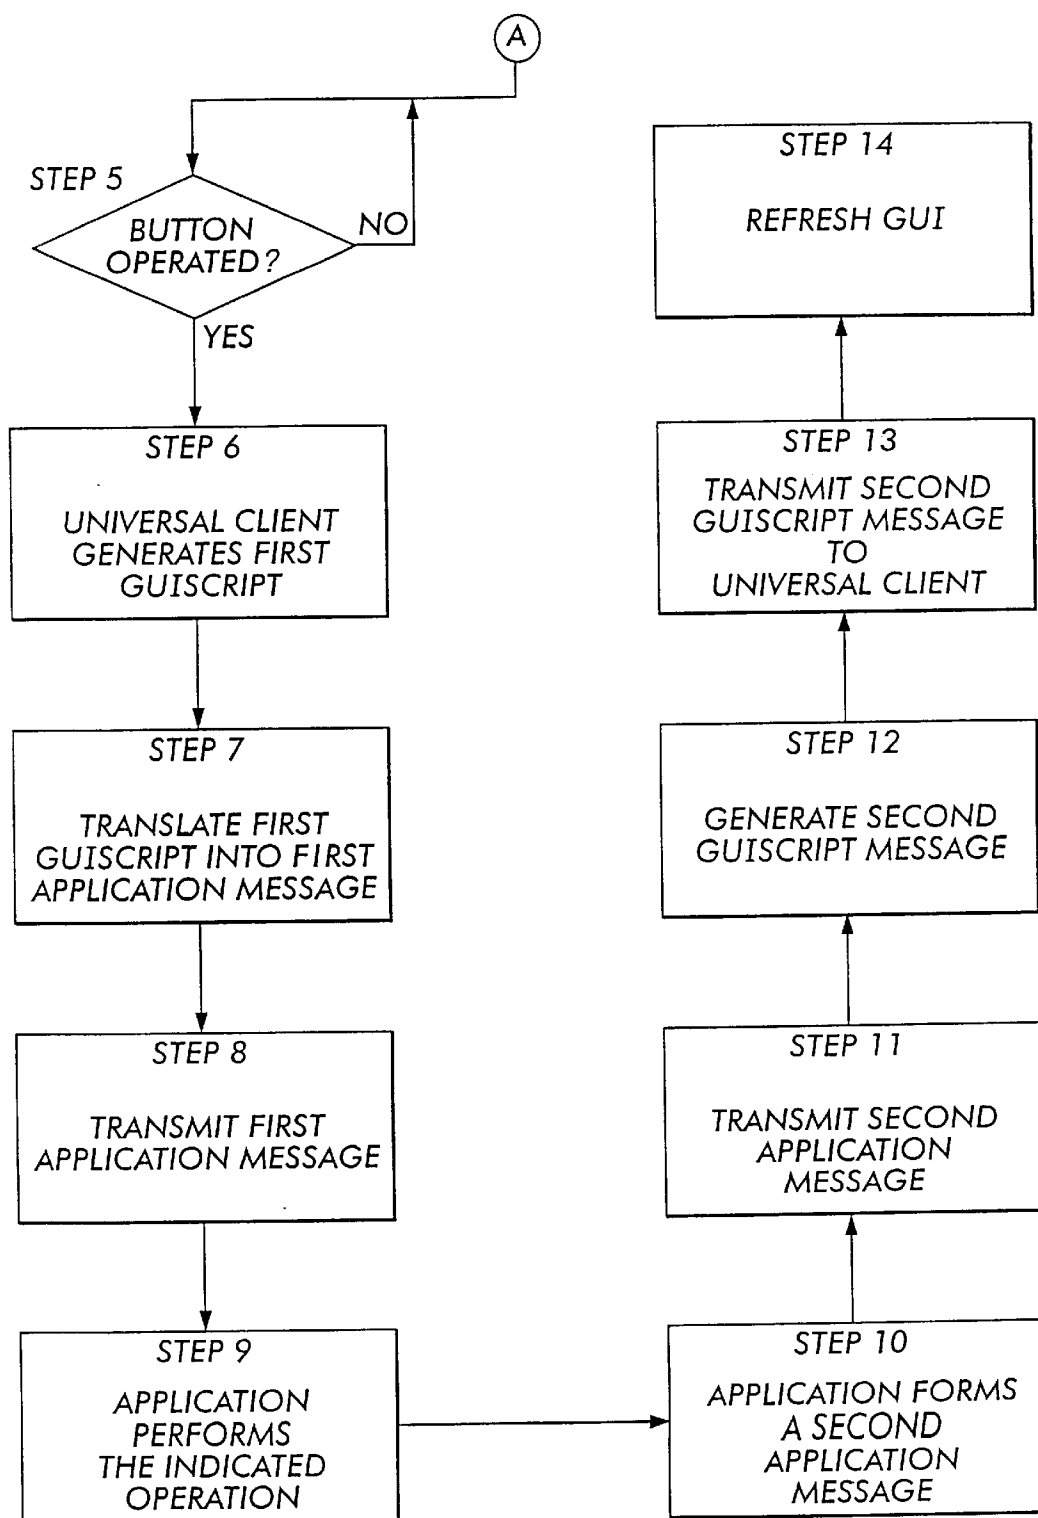 A
STEP 5
BUTTON
OPERATED?
NO
YES
STEP 6
UNIVERSAL CLIENT
GENERATES FIRST
GUISCRIPT
STEP 7
TRANSLATE FIRST
GUISCRIPT INTO FIRST
APPLICATION MESSAGE
STEP 8
TRANSMIT FIRST
APPLICATION MESSAGE
STEP 9
APPLICATION
PERFORMS
THE INDICATED
OPERATION
STEP 10
APPLICATION FORMS
A SECOND
APPLICATION
MESSAGE
STEP 11
TRANSMIT SECOND
APPLICATION
MESSAGE
STEP 12
GENERATE SECOND
GUISCRIPT MESSAGE
STEP 13
TRANSMIT SECOND
GUISCRIPT MESSAGE
TO
UNIVERSAL CLIENT
STEP 14
REFRESH GUI